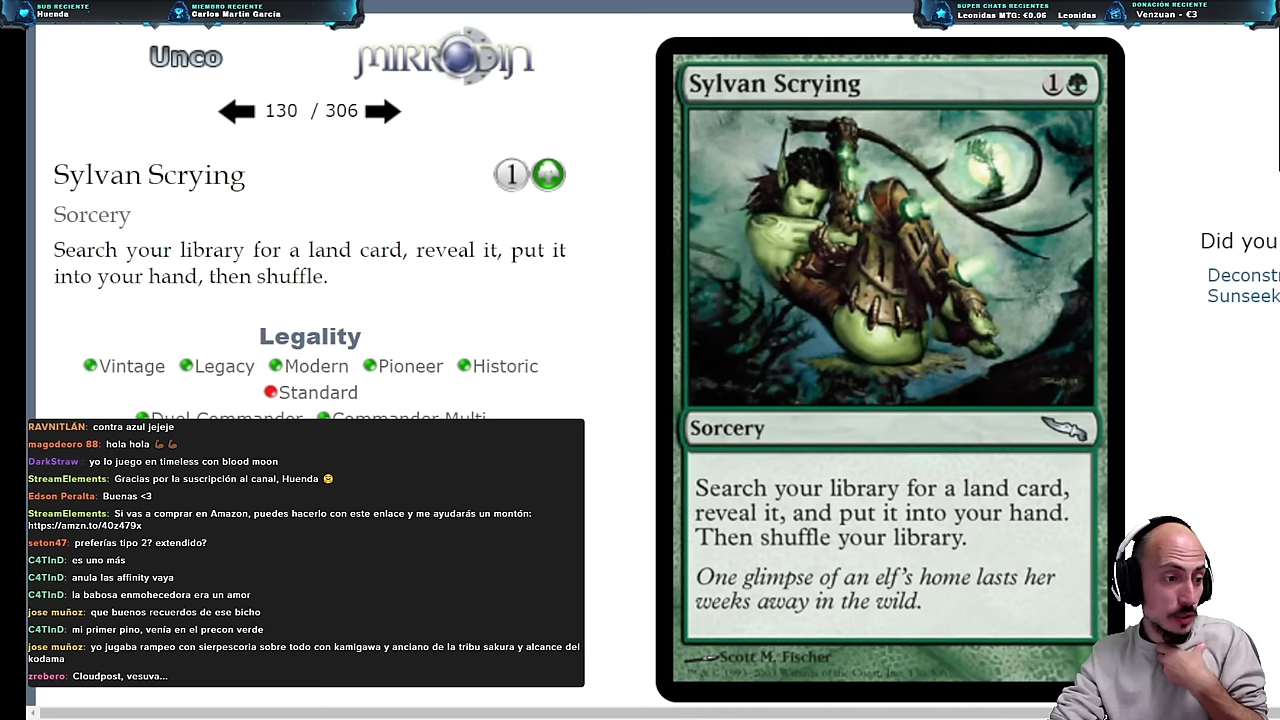 SUB RECIENTE
Huenda
MIEMBRO RECIENTE
Carlos Martin Garcia
SUPER CHATS RECIENTES
Leonidas MTG: €0.06 Leonidas
DONACIÓN RECIENTE
Venzuan - €3
Unco
MIRRODIN
130 / 306
Sylvan Scrying
1
Sorcery
Search your library for a land card, reveal it, put it
into your hand, then shuffle.
Legality
Vintage Legacy Modern Pioneer Historic
Standard
Duel Commander Commander Multi
RAVNITLÁN: contra azul jejeje
magodeoro 88: hola hola 💪 💪
DarkStraw: yo lo juego en timeless con blood moon
StreamElements: Gracias por la suscripción al canal, Huenda
Edson Peralta: Buenas <3
StreamElements: Si vas a comprar en Amazon, puedes hacerlo con este enlace y me ayudarás un montón:
https://amzn.to/40z479x
seton47: preferías tipo 2? extendido?
C4TInD: es uno más
C4TInD: anula las affinity vaya
C4TInD: la babosa enmohecedora era un amor
jose muñoz: que buenos recuerdos de ese bicho
C4TInD: mi primer pino, venía en el precon verde
jose muñoz: yo jugaba rampeo con sierpescoria sobre todo con kamigawa y anciano de la tribu sakura y alcance del
kodama
zrebero: Cloudpost, vesuva...
Sylvan Scrying
1
Sorcery
Search your library for a land card,
reveal it, and put it into your hand.
Then shuffle your library.
One glimpse of an elf's home lasts her
weeks away in the wild.
Scott M. Fischer
Did you
Deconst
Sunseek